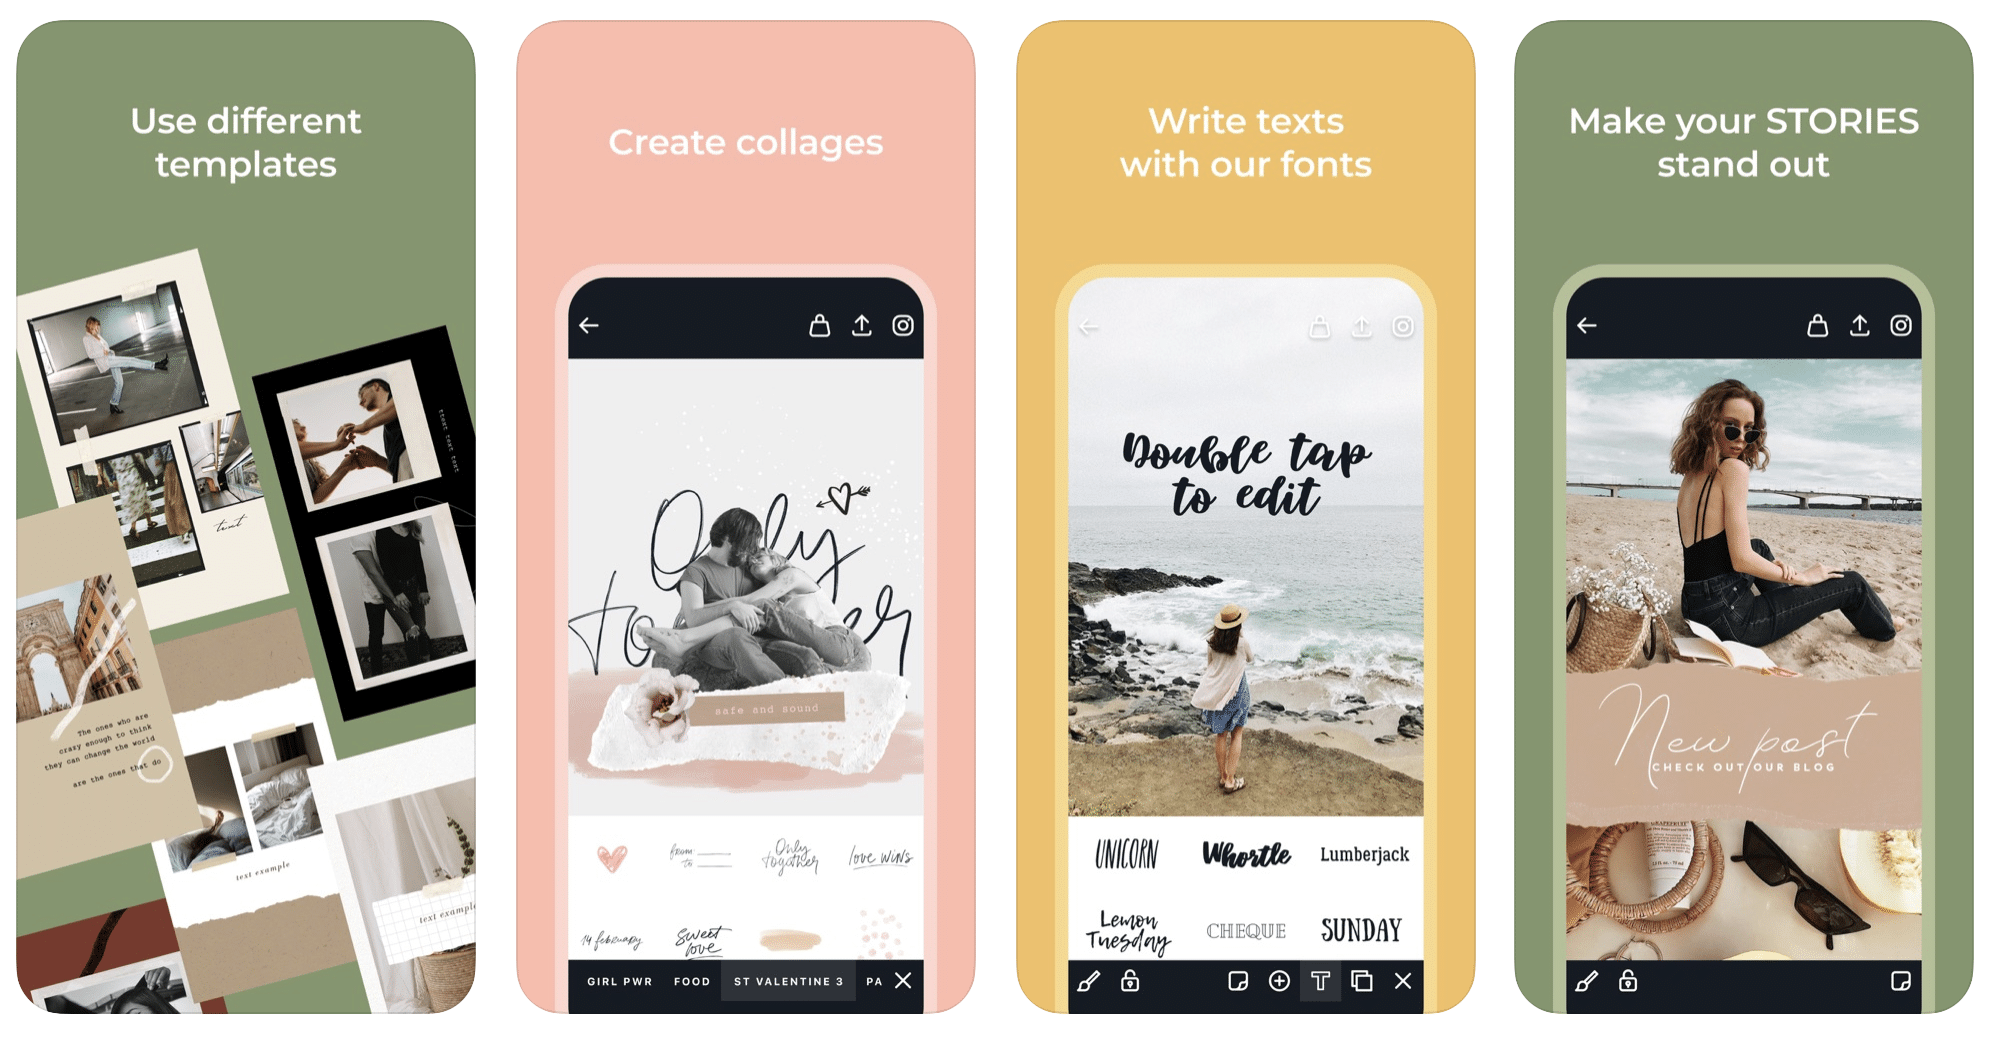 Use different
templates
text text text
text
The ones who are
crazy enough to think
they can change the world
are the ones that do
text example
text example
Create collages
Only
together
safe and sound
from
to
Only
together
love wins
14 february
Sweet
love
GIRL PWR
FOOD
ST VALENTINE 3
PA
Write texts
with our fonts
Double tap
to edit
UNICORN
Whortle
Lumberjack
Lemon
Tuesday
CHEQUE
SUNDAY
T
Make your STORIES
stand out
New post
CHECK OUT OUR BLOG
GRAPEFRUIT